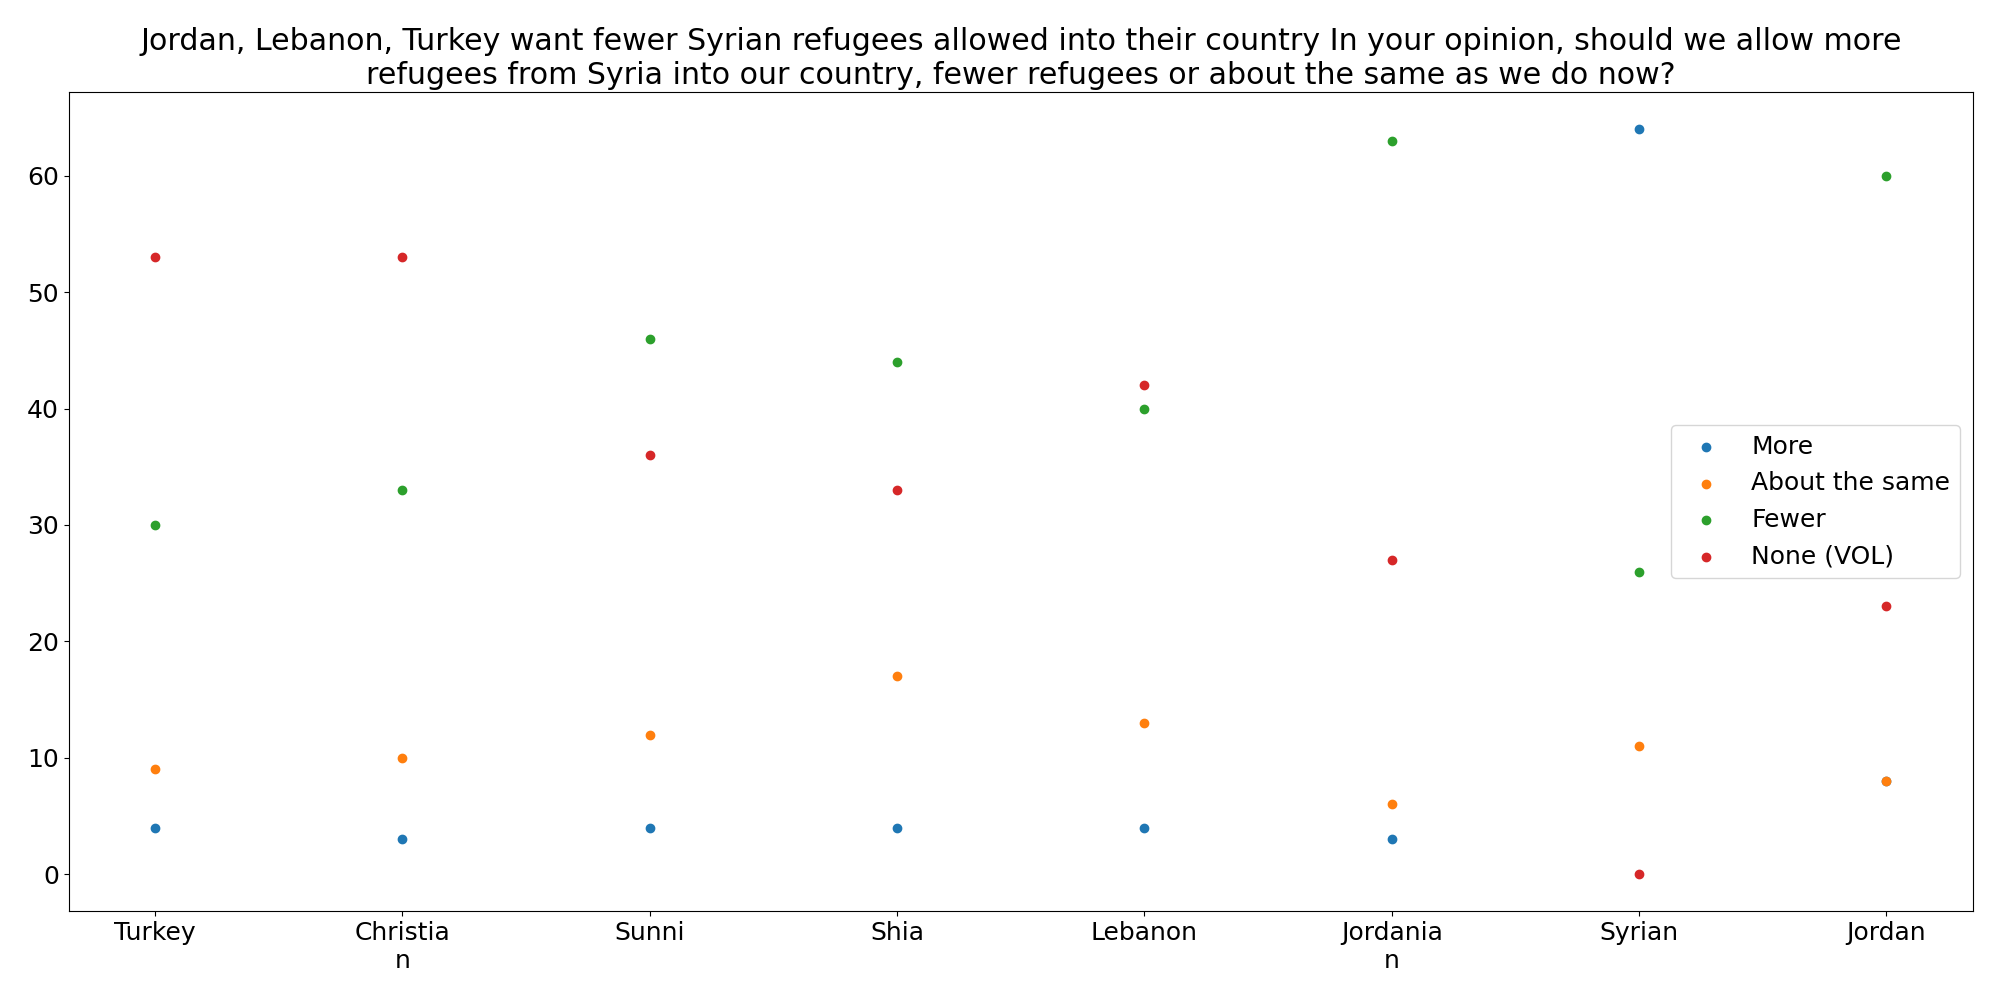 Jordan, Lebanon, Turkey want fewer Syrian refugees allowed into their country In your opinion, should we allow more
refugees from Syria into our country, fewer refugees or about the same as we do now?
60
50
40
30
20
10
0
More
About the same
Fewer
None (VOL)
Turkey
Christia
n
Sunni
Shia
Lebanon
Jordania
n
Syrian
Jordan